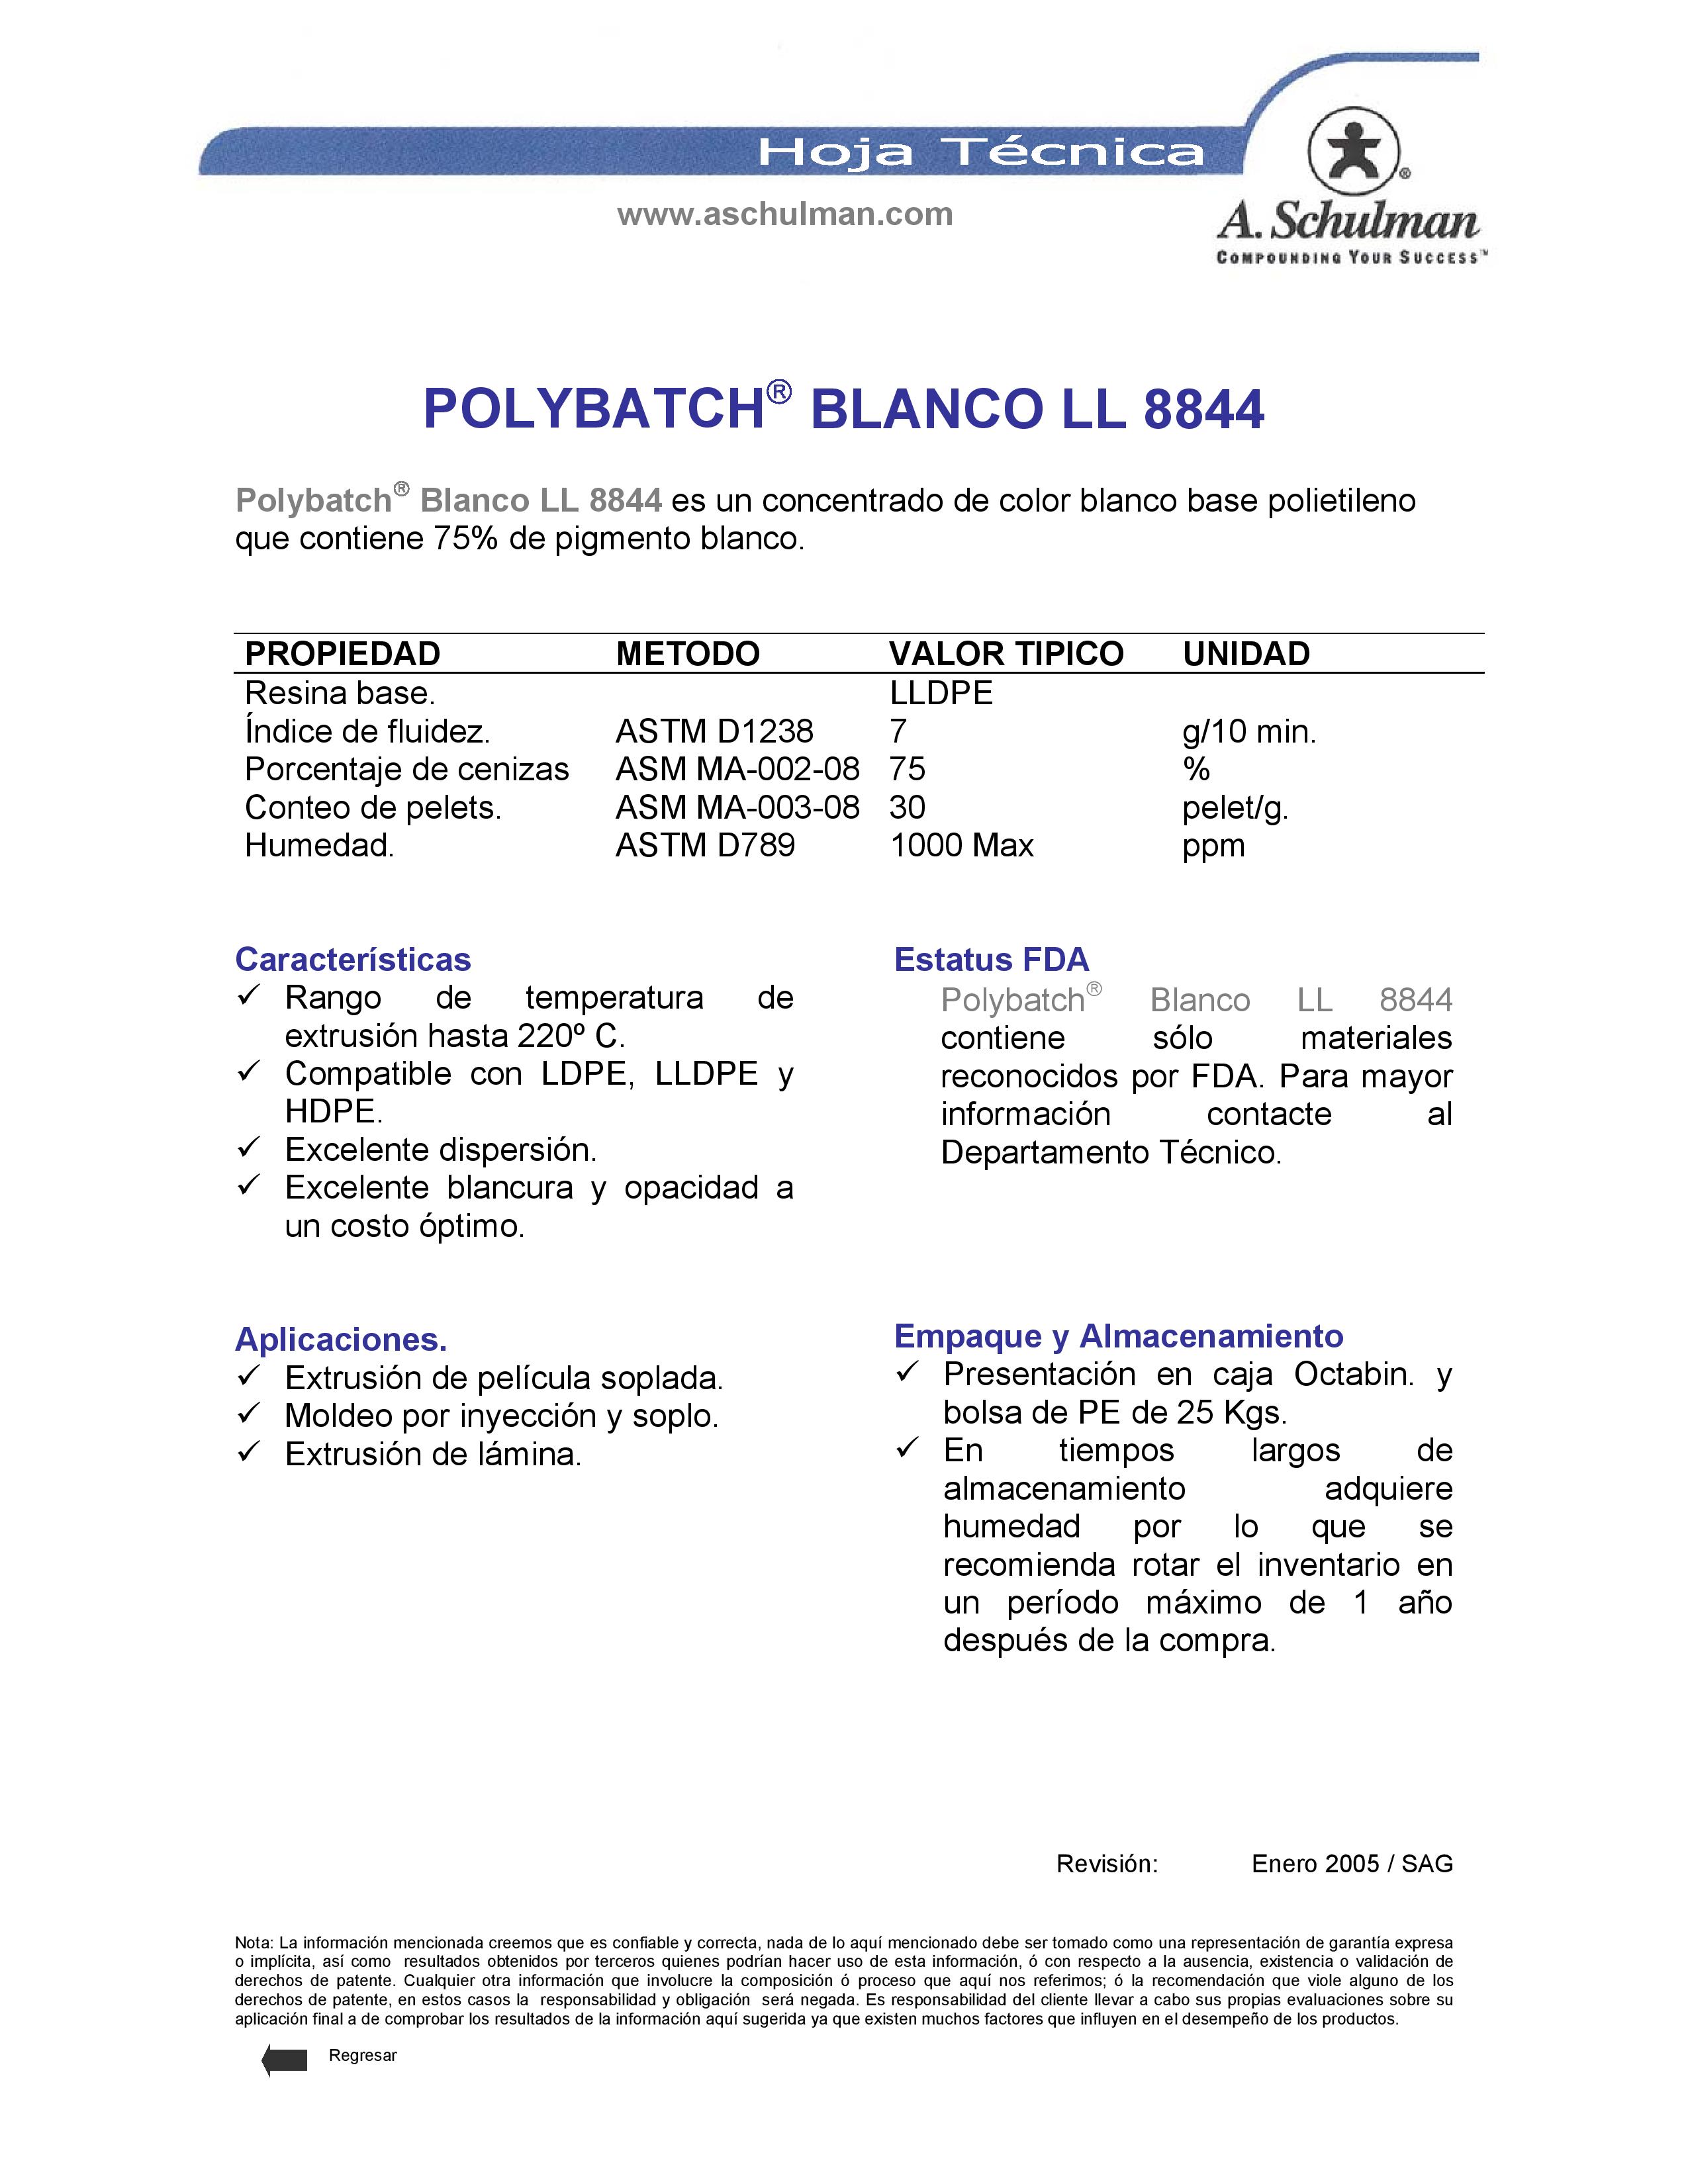 Hoja Técnica
www.aschulman.com
®
A. Schulman
COMPOUNDING YOUR SUCCESS™
POLYBATCH® BLANCO LL 8844
Polybatch® Blanco LL 8844 es un concentrado de color blanco base polietileno
que contiene 75% de pigmento blanco.
PROPIEDAD METODO VALOR TIPICO UNIDAD
Resina base. LLDPE
Índice de fluidez. ASTM D1238 7 g/10 min.
Porcentaje de cenizas ASM MA-002-08 75 %
Conteo de pelets. ASM MA-003-08 30 pelet/g.
Humedad. ASTM D789 1000 Max ppm
Características
✓ Rango de temperatura de
extrusión hasta 220º C.
✓ Compatible con LDPE, LLDPE y
HDPE.
✓ Excelente dispersión.
✓ Excelente blancura y opacidad a
un costo óptimo.
Estatus FDA
Polybatch® Blanco LL 8844
contiene sólo materiales
reconocidos por FDA. Para mayor
información contacte al
Departamento Técnico.
Aplicaciones.
✓ Extrusión de película soplada.
✓ Moldeo por inyección y soplo.
✓ Extrusión de lámina.
Empaque y Almacenamiento
✓ Presentación en caja Octabin. y
bolsa de PE de 25 Kgs.
✓ En tiempos largos de
almacenamiento adquiere
humedad por lo que se
recomienda rotar el inventario en
un período máximo de 1 año
después de la compra.
Revisión: Enero 2005 / SAG
Nota: La información mencionada creemos que es confiable y correcta, nada de lo aquí mencionado debe ser tomado como una representación de garantía expresa
o implícita, así como resultados obtenidos por terceros quienes podrían hacer uso de esta información, ó con respecto a la ausencia, existencia o validación de
derechos de patente. Cualquier otra información que involucre la composición ó proceso que aquí nos referimos; ó la recomendación que viole alguno de los
derechos de patente, en estos casos la responsabilidad y obligación será negada. Es responsabilidad del cliente llevar a cabo sus propias evaluaciones sobre su
aplicación final a de comprobar los resultados de la información aquí sugerida ya que existen muchos factores que influyen en el desempeño de los productos.
Regresar